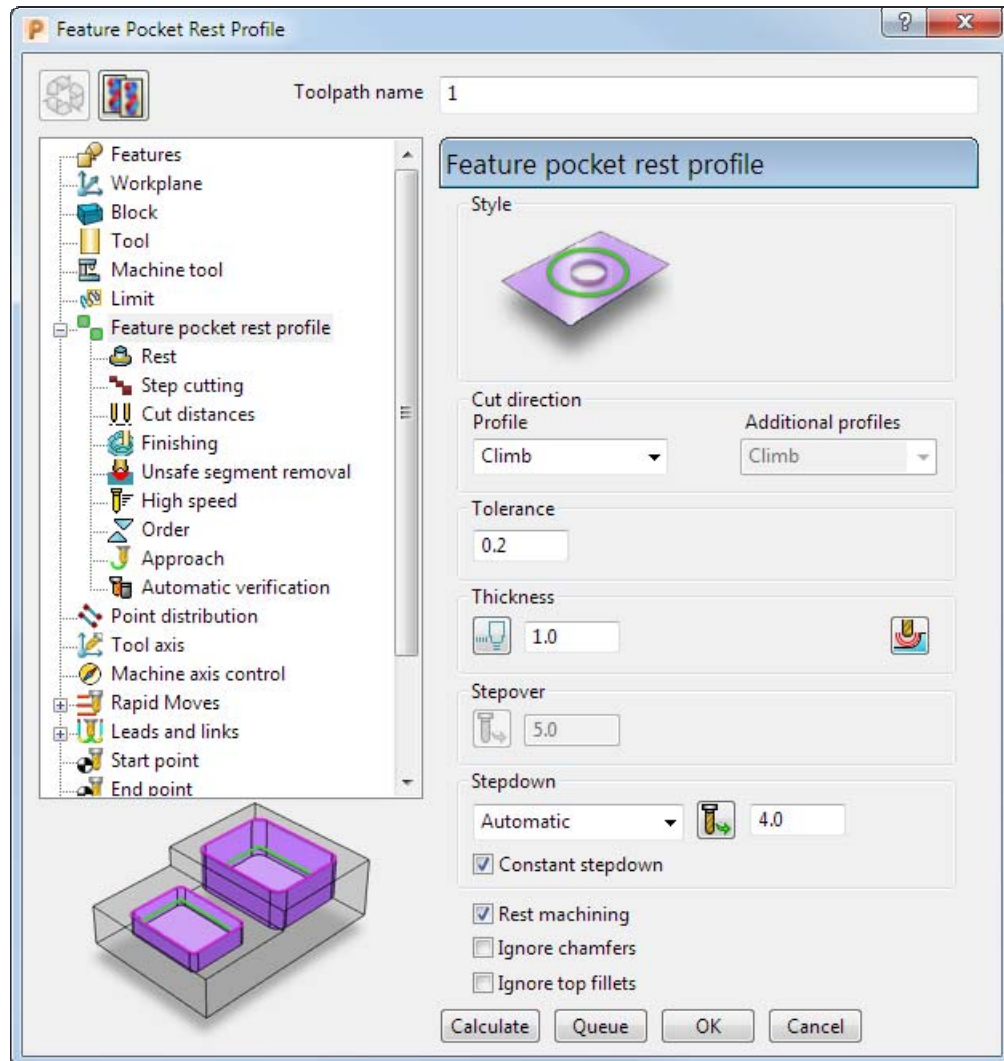 Feature Pocket Rest Profile
Toolpath name 1
Features
Workplane
Block
Tool
Machine tool
Limit
Feature pocket rest profile
Rest
Step cutting
Cut distances
Finishing
Unsafe segment removal
High speed
Order
Approach
Automatic verification
Point distribution
Tool axis
Machine axis control
Rapid Moves
Leads and links
Start point
End point
Feature pocket rest profile
Style
Cut direction
Profile Additional profiles
Climb Climb
Tolerance
0.2
Thickness
1.0
Stepover
5.0
Stepdown
Automatic 4.0
Constant stepdown
Rest machining
Ignore chamfers
Ignore top fillets
Calculate Queue OK Cancel